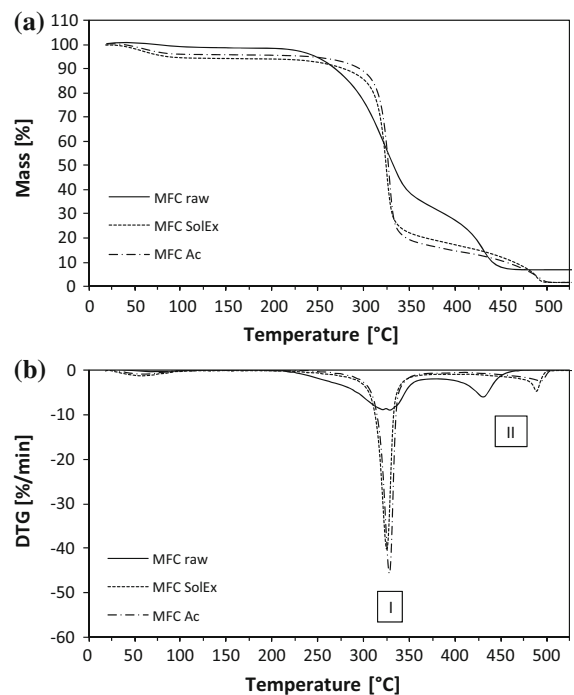 (a)
110
100
90
80
70
60
50
40
30
20
10
0
Mass [%]
MFC raw
MFC SolEx
MFC Ac
0 50 100 150 200 250 300 350 400 450 500
Temperature [°C]
(b)
0
-10
-20
-30
-40
-50
-60
DTG [%/min]
II
MFC raw
MFC SolEx
MFC Ac
I
0 50 100 150 200 250 300 350 400 450 500
Temperature [°C]